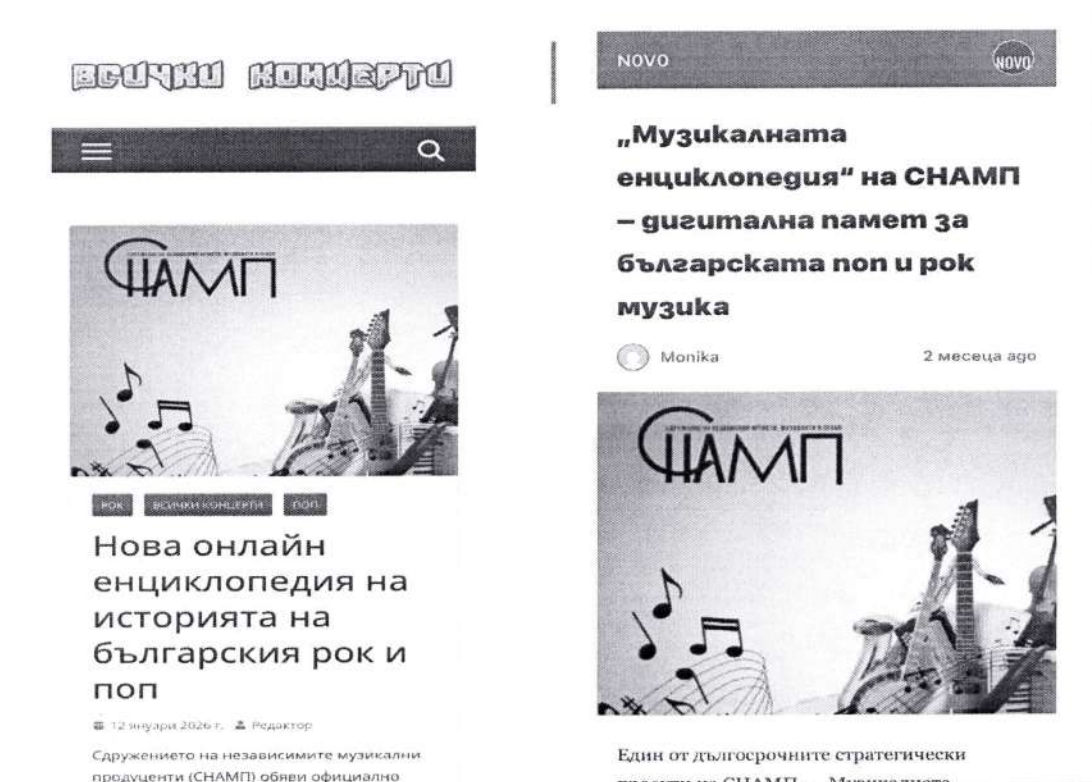 ВСИЧКИ КОНЦЕРТИ
СНАМП
РОК ВСИЧКИ КОНЦЕРТИ ПОП
Нова онлайн
енциклопедия на
историята на
българския рок и
поп
12 януари 2026 г. Редактор
Сдружението на независимите музикални
продуценти (СНАМП) обяви официално
NOVO NOVO
„Музикалната
енциклопедия“ на СНАМП
– дигитална памет за
българската поп и рок
музика
Monika 2 месеца ago
СНАМП
Един от дългосрочните стратегически